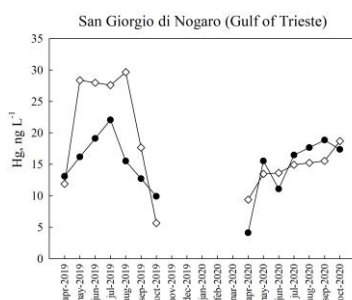 San Giorgio di Nogaro (Gulf of Trieste)
Hg, ng L⁻¹
35
30
25
20
15
10
5
0
apr-2019
may-2019
jun-2019
jul-2019
aug-2019
sep-2019
oct-2019
nov-2019
dec-2019
jan-2020
feb-2020
mar-2020
apr-2020
may-2020
jun-2020
jul-2020
aug-2020
sep-2020
oct-2020